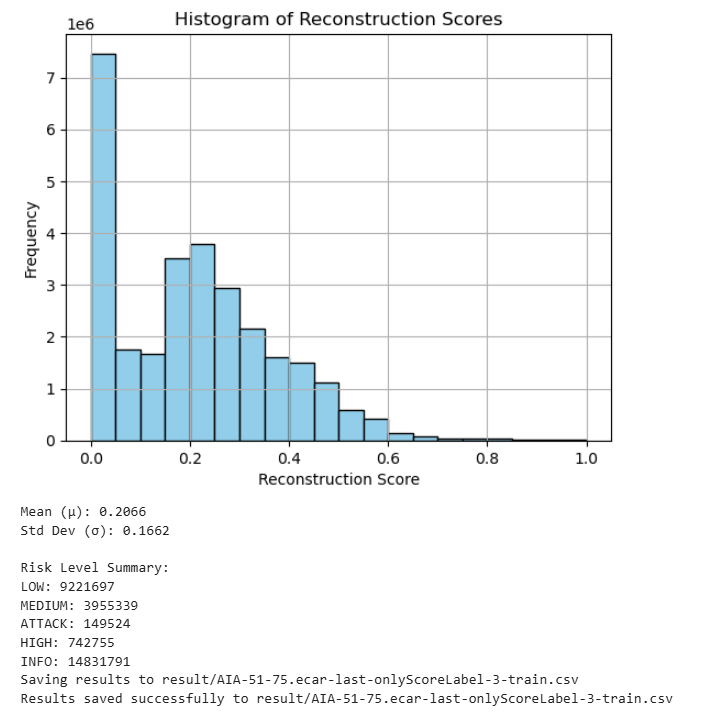 Histogram of Reconstruction Scores
1e6
7
6
5
4
3
2
1
0
Frequency
0.0 0.2 0.4 0.6 0.8 1.0
Reconstruction Score
Mean (μ): 0.2066
Std Dev (σ): 0.1662
Risk Level Summary:
LOW: 9221697
MEDIUM: 3955339
ATTACK: 149524
HIGH: 742755
INFO: 14831791
Saving results to result/AIA-51-75.ecar-last-onlyScoreLabel-3-train.csv
Results saved successfully to result/AIA-51-75.ecar-last-onlyScoreLabel-3-train.csv